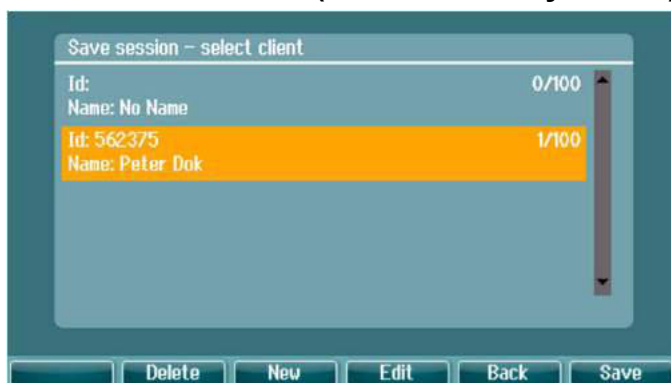 Save session - select client
Id: 0/100
Name: No Name
Id: 562375 1/100
Name: Peter Dok
Delete New Edit Back Save